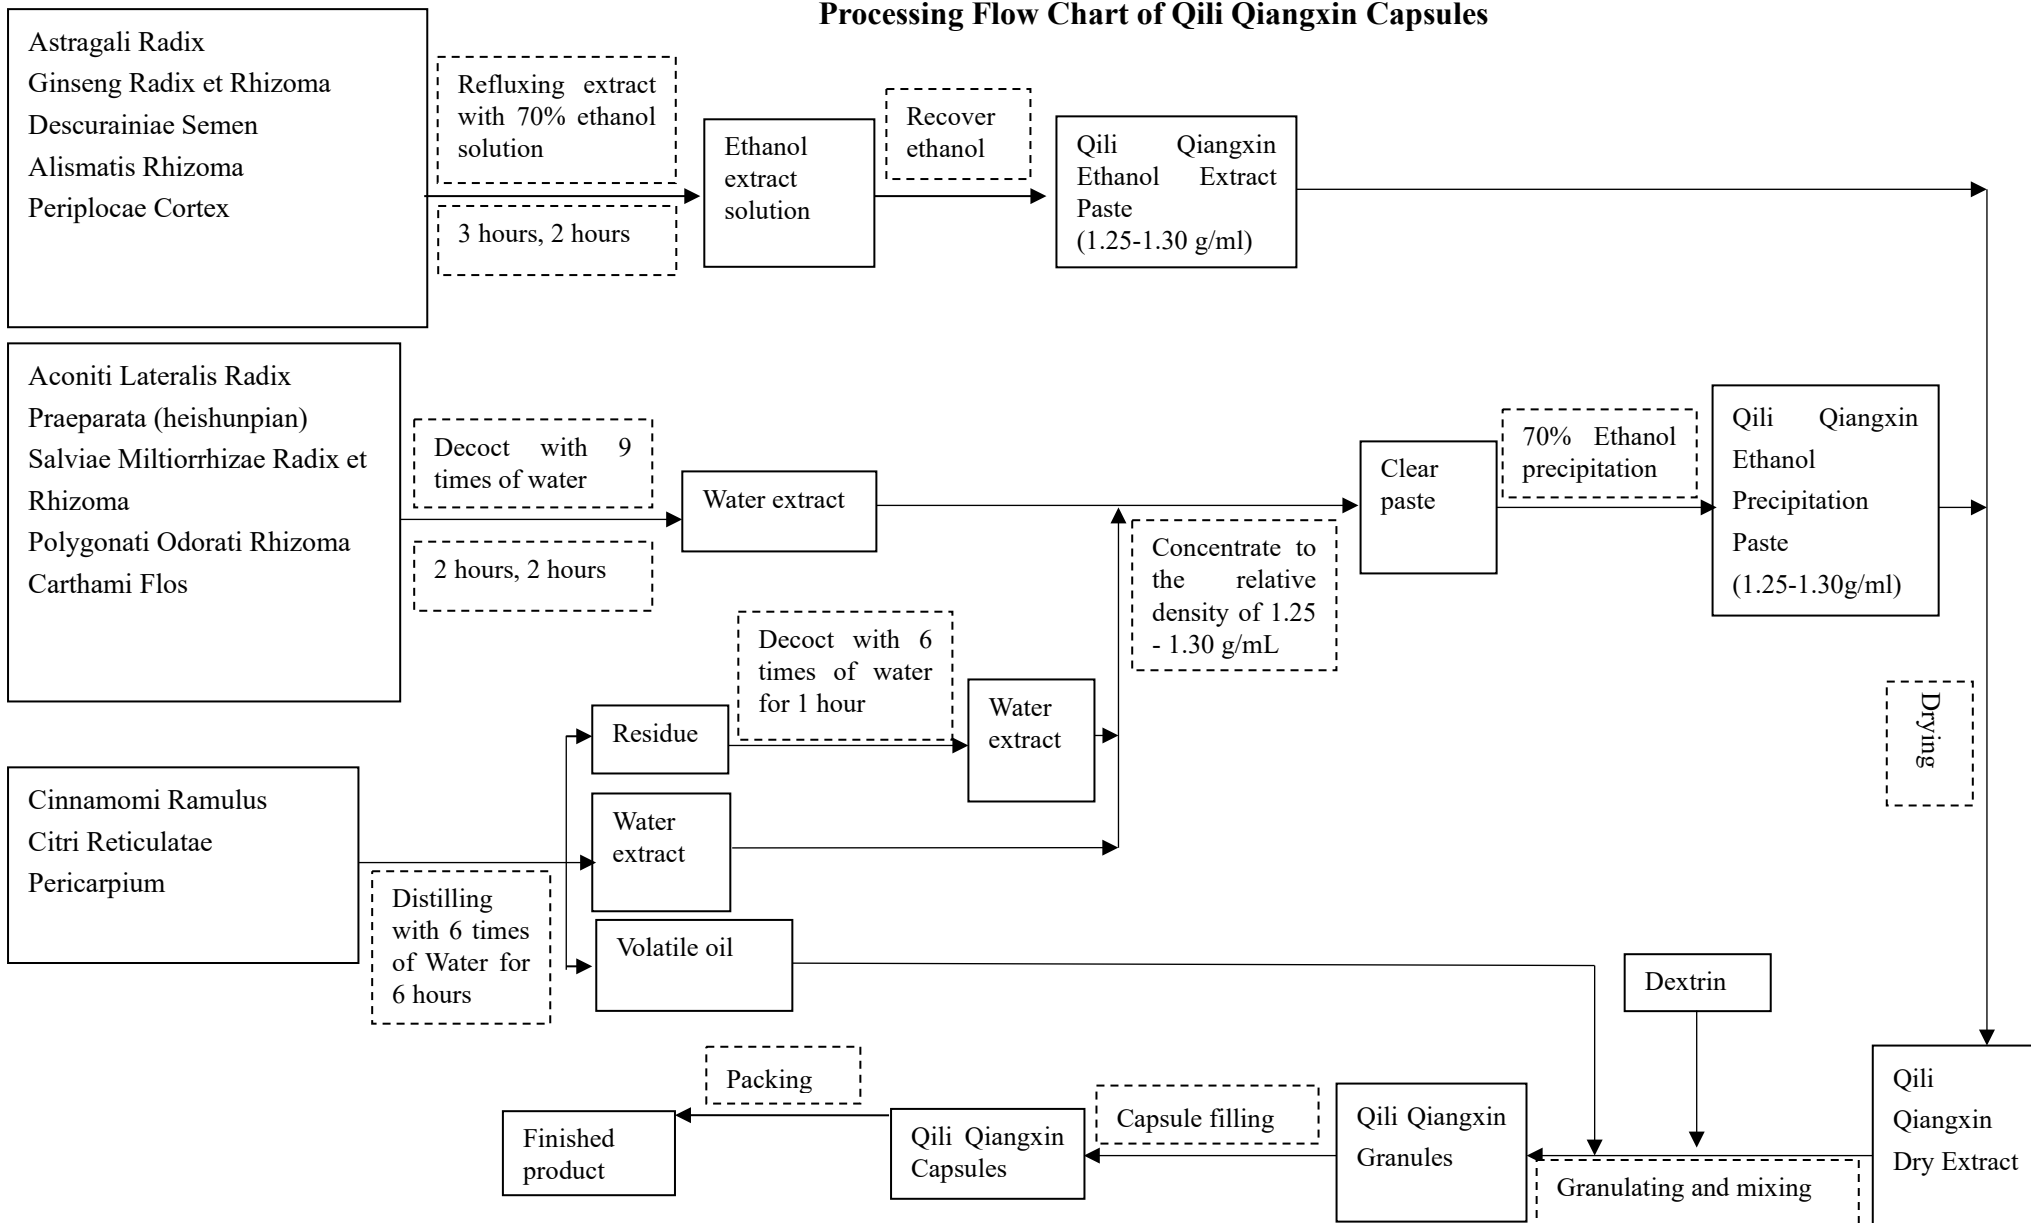 Processing Flow Chart of Qili Qiangxin Capsules
Astragali Radix
Ginseng Radix et Rhizoma
Descurainiae Semen
Alismatis Rhizoma
Periplocae Cortex
Refluxing extract
with 70% ethanol
solution
3 hours, 2 hours
Ethanol
extract
solution
Recover
ethanol
Qili Qiangxin
Ethanol Extract
Paste
(1.25-1.30 g/ml)
Aconiti Lateralis Radix
Praeparata (heishunpian)
Salviae Miltiorrhizae Radix et
Rhizoma
Polygonati Odorati Rhizoma
Carthami Flos
Decoct with 9
times of water
2 hours, 2 hours
Water extract
Concentrate to
the relative
density of 1.25
- 1.30 g/mL
Clear
paste
70% Ethanol
precipitation
Qili Qiangxin
Ethanol
Precipitation
Paste
(1.25-1.30g/ml)
Cinnamomi Ramulus
Citri Reticulatae
Pericarpium
Distilling
with 6 times
of Water for
6 hours
Residue
Decoct with 6
times of water
for 1 hour
Water
extract
Water
extract
Volatile oil
Drying
Dextrin
Qili
Qiangxin
Dry Extract
Granulating and mixing
Qili Qiangxin
Granules
Capsule filling
Qili Qiangxin
Capsules
Packing
Finished
product